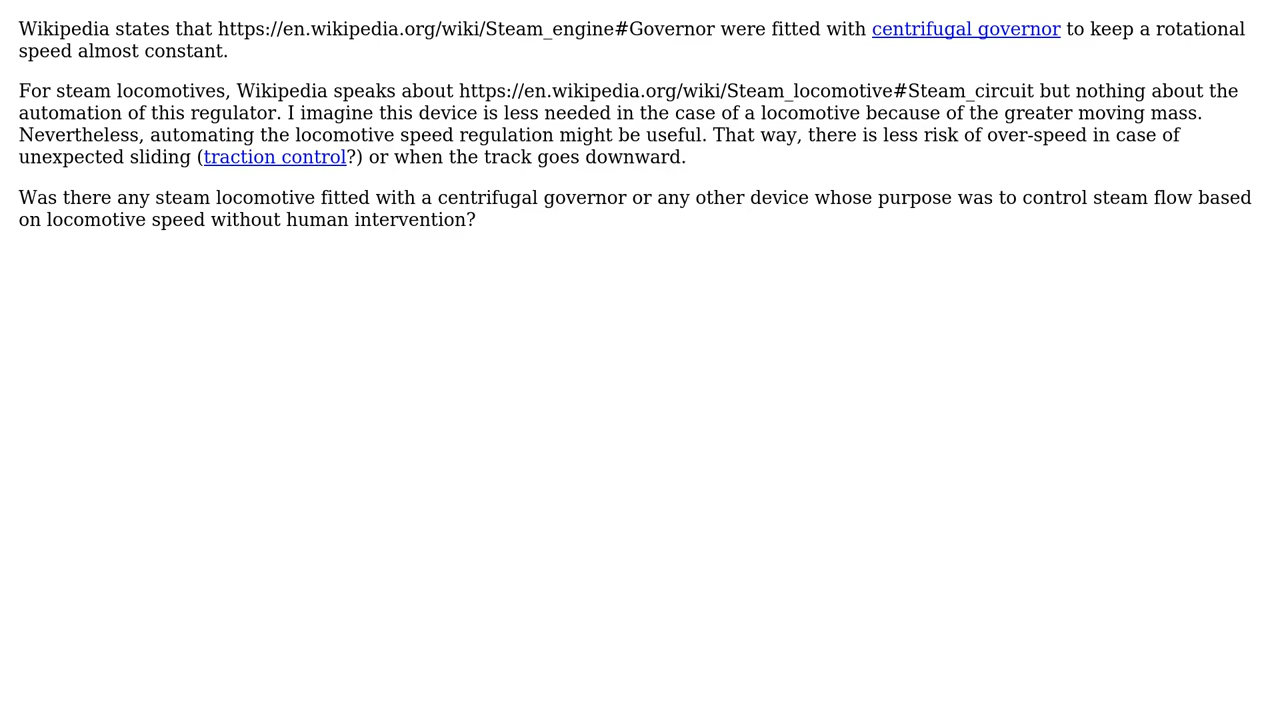 Wikipedia states that https://en.wikipedia.org/wiki/Steam_engine#Governor were fitted with centrifugal governor to keep a rotational
speed almost constant.
For steam locomotives, Wikipedia speaks about https://en.wikipedia.org/wiki/Steam_locomotive#Steam_circuit but nothing about the
automation of this regulator. I imagine this device is less needed in the case of a locomotive because of the greater moving mass.
Nevertheless, automating the locomotive speed regulation might be useful. That way, there is less risk of over-speed in case of
unexpected sliding (traction control?) or when the track goes downward.
Was there any steam locomotive fitted with a centrifugal governor or any other device whose purpose was to control steam flow based
on locomotive speed without human intervention?